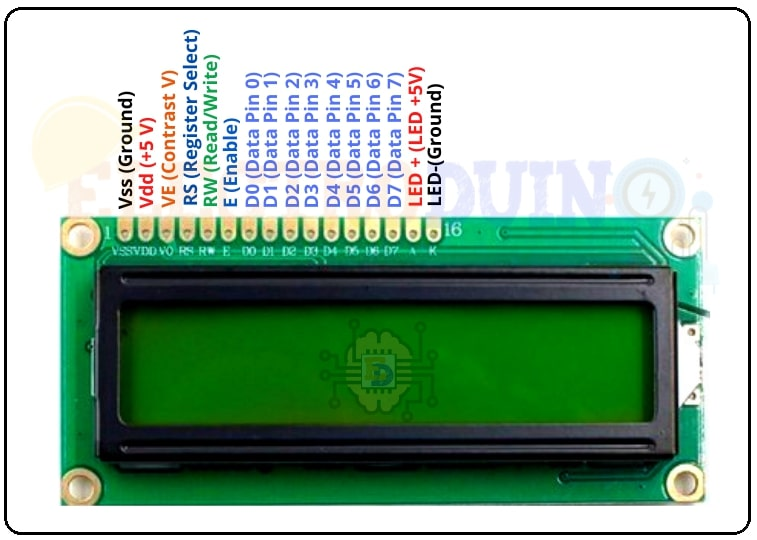 Vss (Ground)
Vdd (+5 V)
VE (Contrast V)
RS (Register Select)
RW (Read/Write)
E (Enable)
D0 (Data Pin 0)
D1 (Data Pin 1)
D2 (Data Pin 2)
D3 (Data Pin 3)
D4 (Data Pin 4)
D5 (Data Pin 5)
D6 (Data Pin 6)
D7 (Data Pin 7)
LED + (LED +5V)
LED-(Ground)
DUINO
1 16
VSS VDD VO RS RW E D0 D1 D2 D3 D4 D5 D6 D7 A K
ED